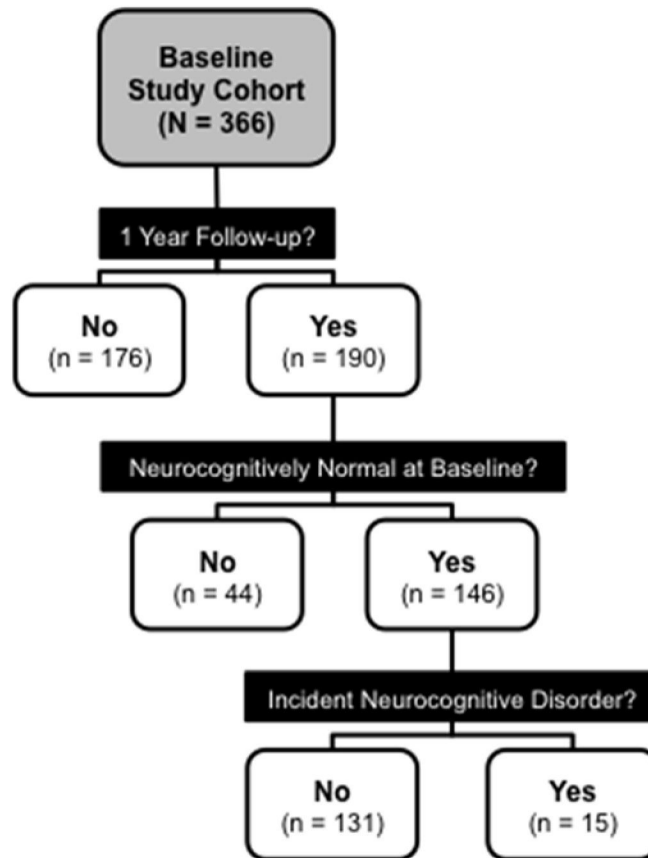 Baseline
Study Cohort
(N = 366)
1 Year Follow-up?
No
(n = 176)
Yes
(n = 190)
Neurocognitively Normal at Baseline?
No
(n = 44)
Yes
(n = 146)
Incident Neurocognitive Disorder?
No
(n = 131)
Yes
(n = 15)